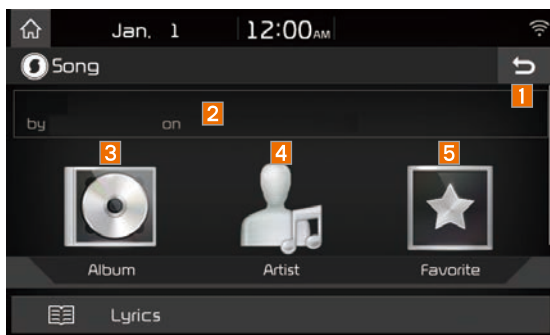 Jan. 1 12:00AM
Song
1
by on 2
3 4 5
Album Artist Favorite
Lyrics